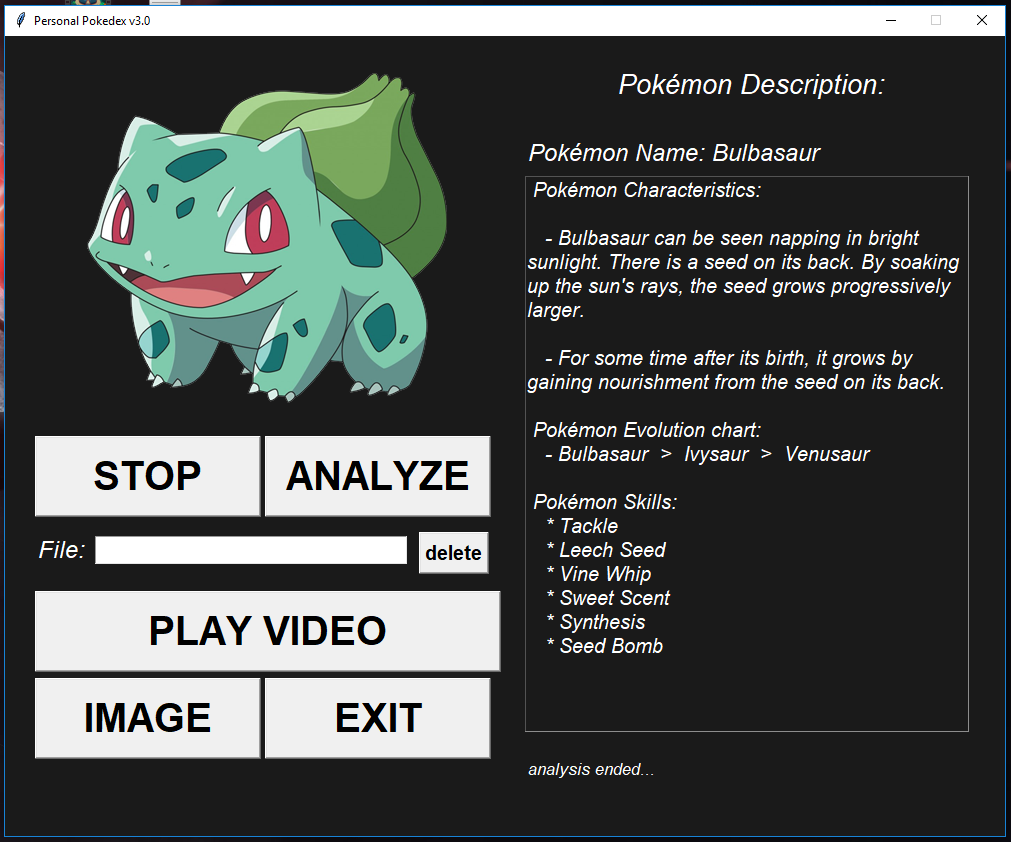 Personal Pokedex v3.0
Pokémon Description:
Pokémon Name: Bulbasaur
Pokémon Characteristics:
- Bulbasaur can be seen napping in bright
sunlight. There is a seed on its back. By soaking
up the sun's rays, the seed grows progressively
larger.
- For some time after its birth, it grows by
gaining nourishment from the seed on its back.
Pokémon Evolution chart:
- Bulbasaur > Ivysaur > Venusaur
Pokémon Skills:
* Tackle
* Leech Seed
* Vine Whip
* Sweet Scent
* Synthesis
* Seed Bomb
analysis ended...
STOP ANALYZE
File: delete
PLAY VIDEO
IMAGE EXIT